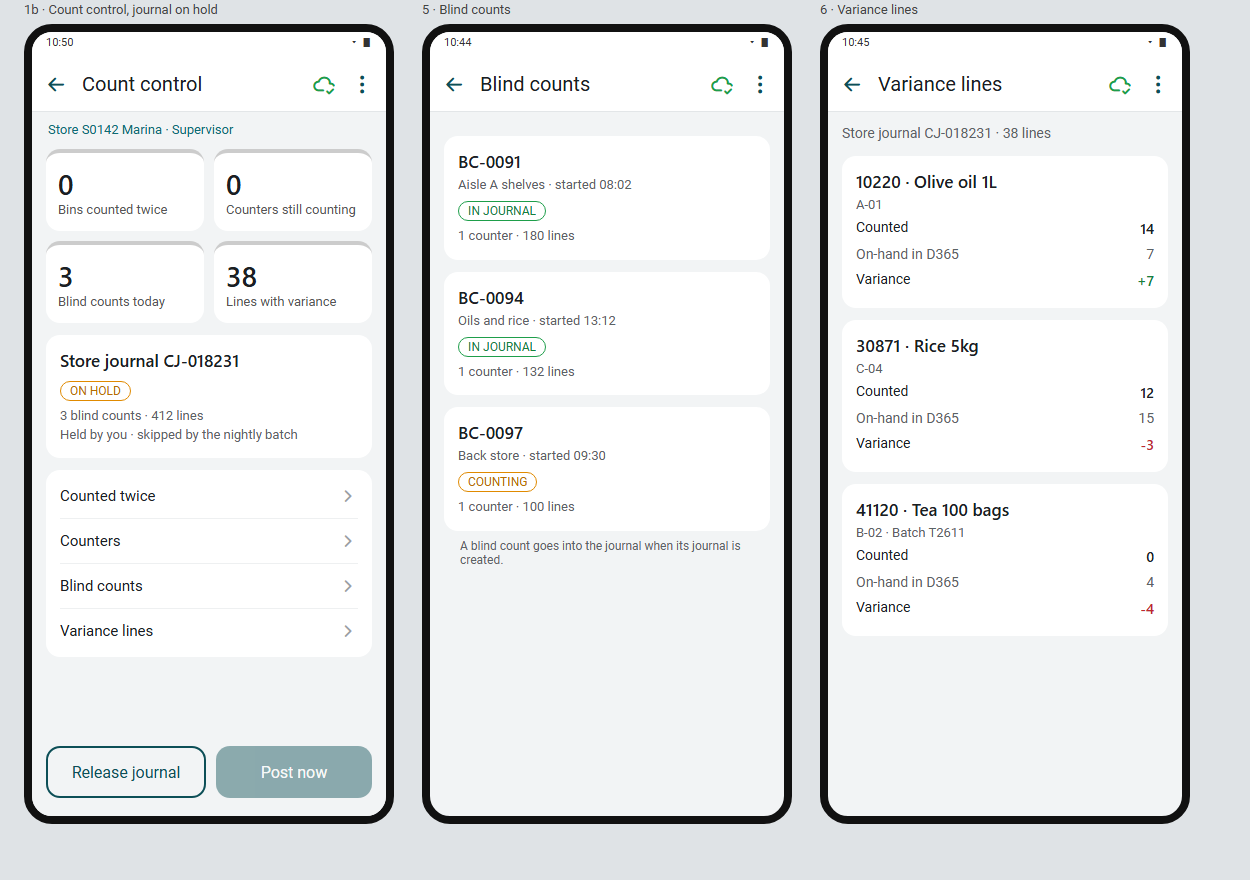 1b · Count control, journal on hold
10:50
Count control
Store S0142 Marina · Supervisor
0
Bins counted twice
0
Counters still counting
3
Blind counts today
38
Lines with variance
Store journal CJ-018231
ON HOLD
3 blind counts · 412 lines
Held by you · skipped by the nightly batch
Counted twice
Counters
Blind counts
Variance lines
Release journal
Post now
5 · Blind counts
10:44
Blind counts
BC-0091
Aisle A shelves · started 08:02
IN JOURNAL
1 counter · 180 lines
BC-0094
Oils and rice · started 13:12
IN JOURNAL
1 counter · 132 lines
BC-0097
Back store · started 09:30
COUNTING
1 counter · 100 lines
A blind count goes into the journal when its journal is
created.
6 · Variance lines
10:45
Variance lines
Store journal CJ-018231 · 38 lines
10220 · Olive oil 1L
A-01
Counted 14
On-hand in D365 7
Variance +7
30871 · Rice 5kg
C-04
Counted 12
On-hand in D365 15
Variance -3
41120 · Tea 100 bags
B-02 · Batch T2611
Counted 0
On-hand in D365 4
Variance -4